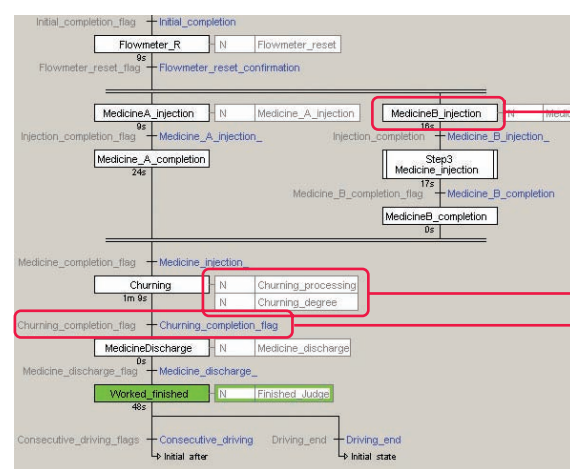 Initial_completion_flag Initial_completion
Flowmeter_R N Flowmeter_reset
9s
Flowmeter_reset_flag Flowmeter_reset_confirmation
MedicineA_injection N Medicine_A_injection MedicineB_injection N
9s 16s
Injection_completion_flag Medicine_A_injection_ Injection_completion Medicine_B_injection_
Medicine_A_completion Step3
24s Medicine_injection
17s
Medicine_B_completion_flag Medicine_B_completion
MedicineB_completion
0s
Medicine_completion_flag Medicine_injection_
Churning N Churning_processing
1m 9s N Churning_degree
Churning_completion_flag Churning_completion_flag
MedicineDischarge N Medicine_discharge
0s
Medicine_discharge_flag Medicine_discharge_
Worked_finished N Finished_Judge
48s
Consecutive_driving_flags Consecutive_driving Driving_end Driving_end
Initial after Initial state